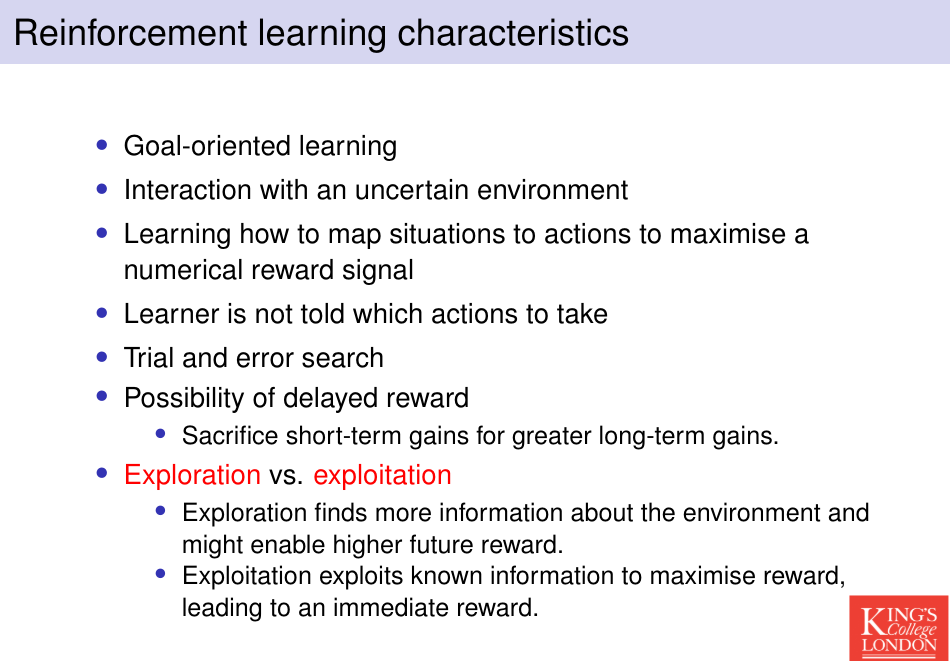 Reinforcement learning characteristics
• Goal-oriented learning
• Interaction with an uncertain environment
• Learning how to map situations to actions to maximise a
numerical reward signal
• Learner is not told which actions to take
• Trial and error search
• Possibility of delayed reward
• Sacrifice short-term gains for greater long-term gains.
• Exploration vs. exploitation
• Exploration finds more information about the environment and
might enable higher future reward.
• Exploitation exploits known information to maximise reward,
leading to an immediate reward.
KING'S
College
LONDON